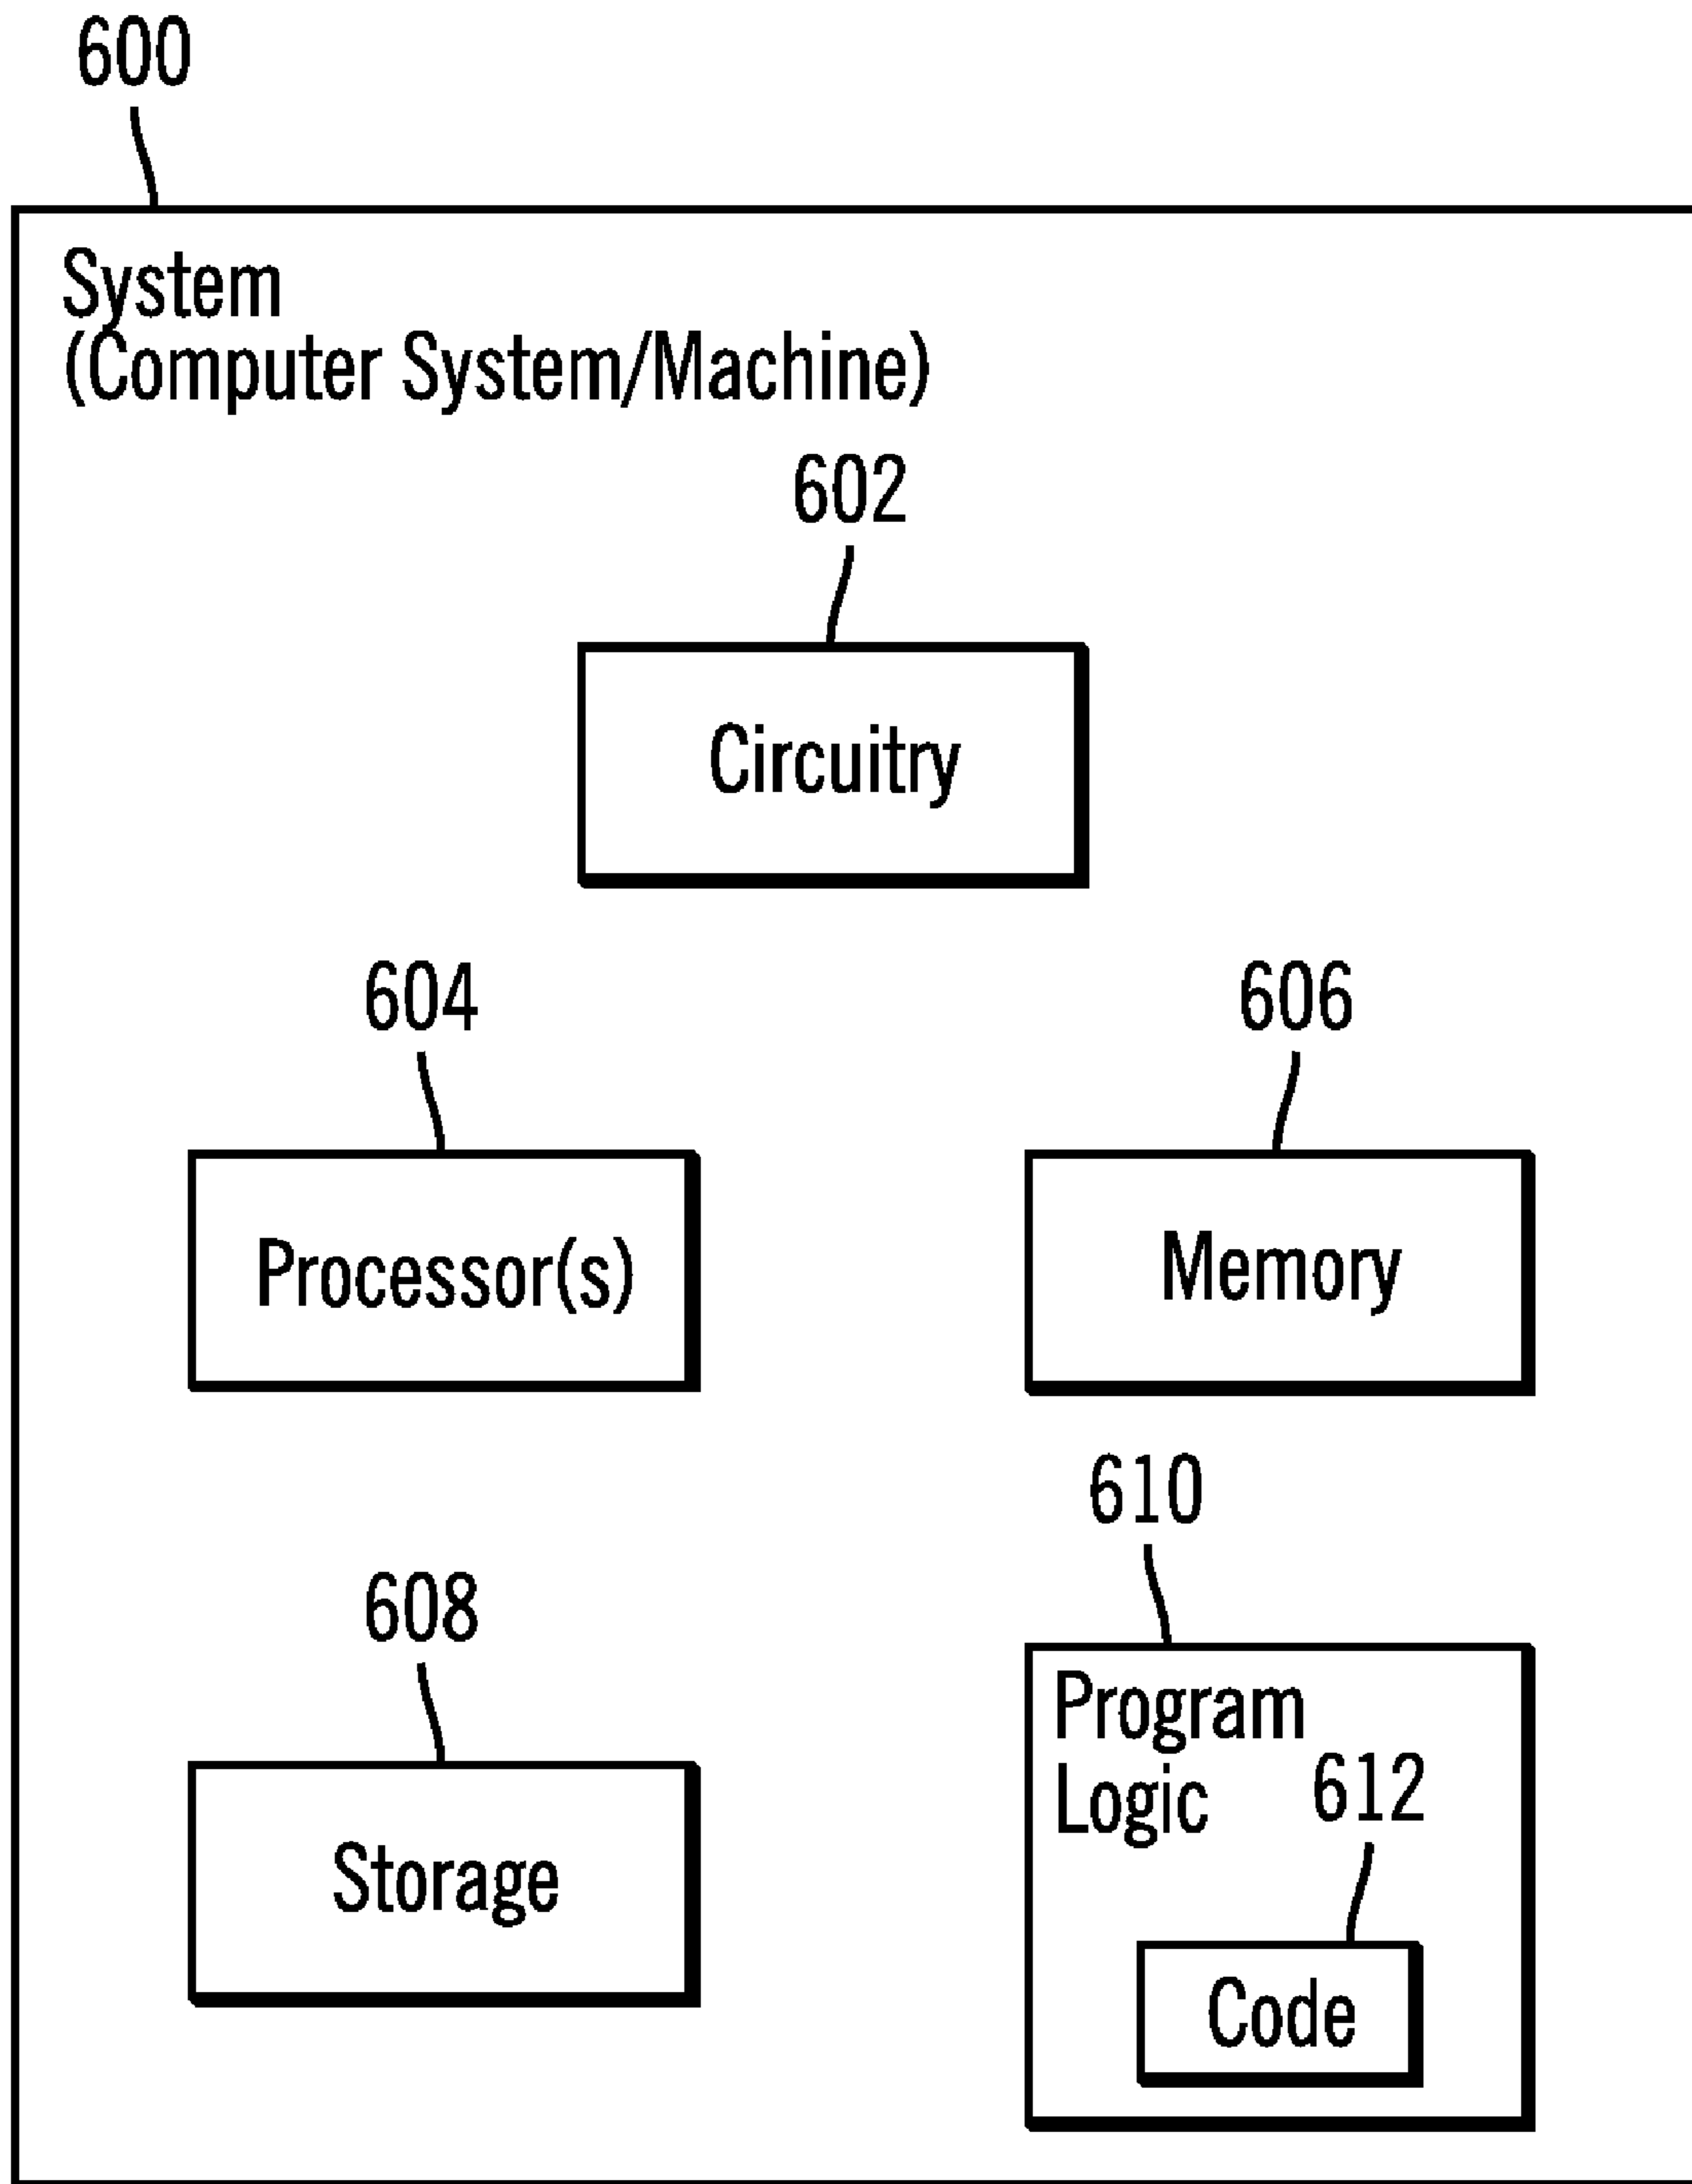 600
System
(Computer System/Machine)
602
Circuitry
604
606
Processor(s)
Memory
610
608
Program
Logic
612
Storage
Code